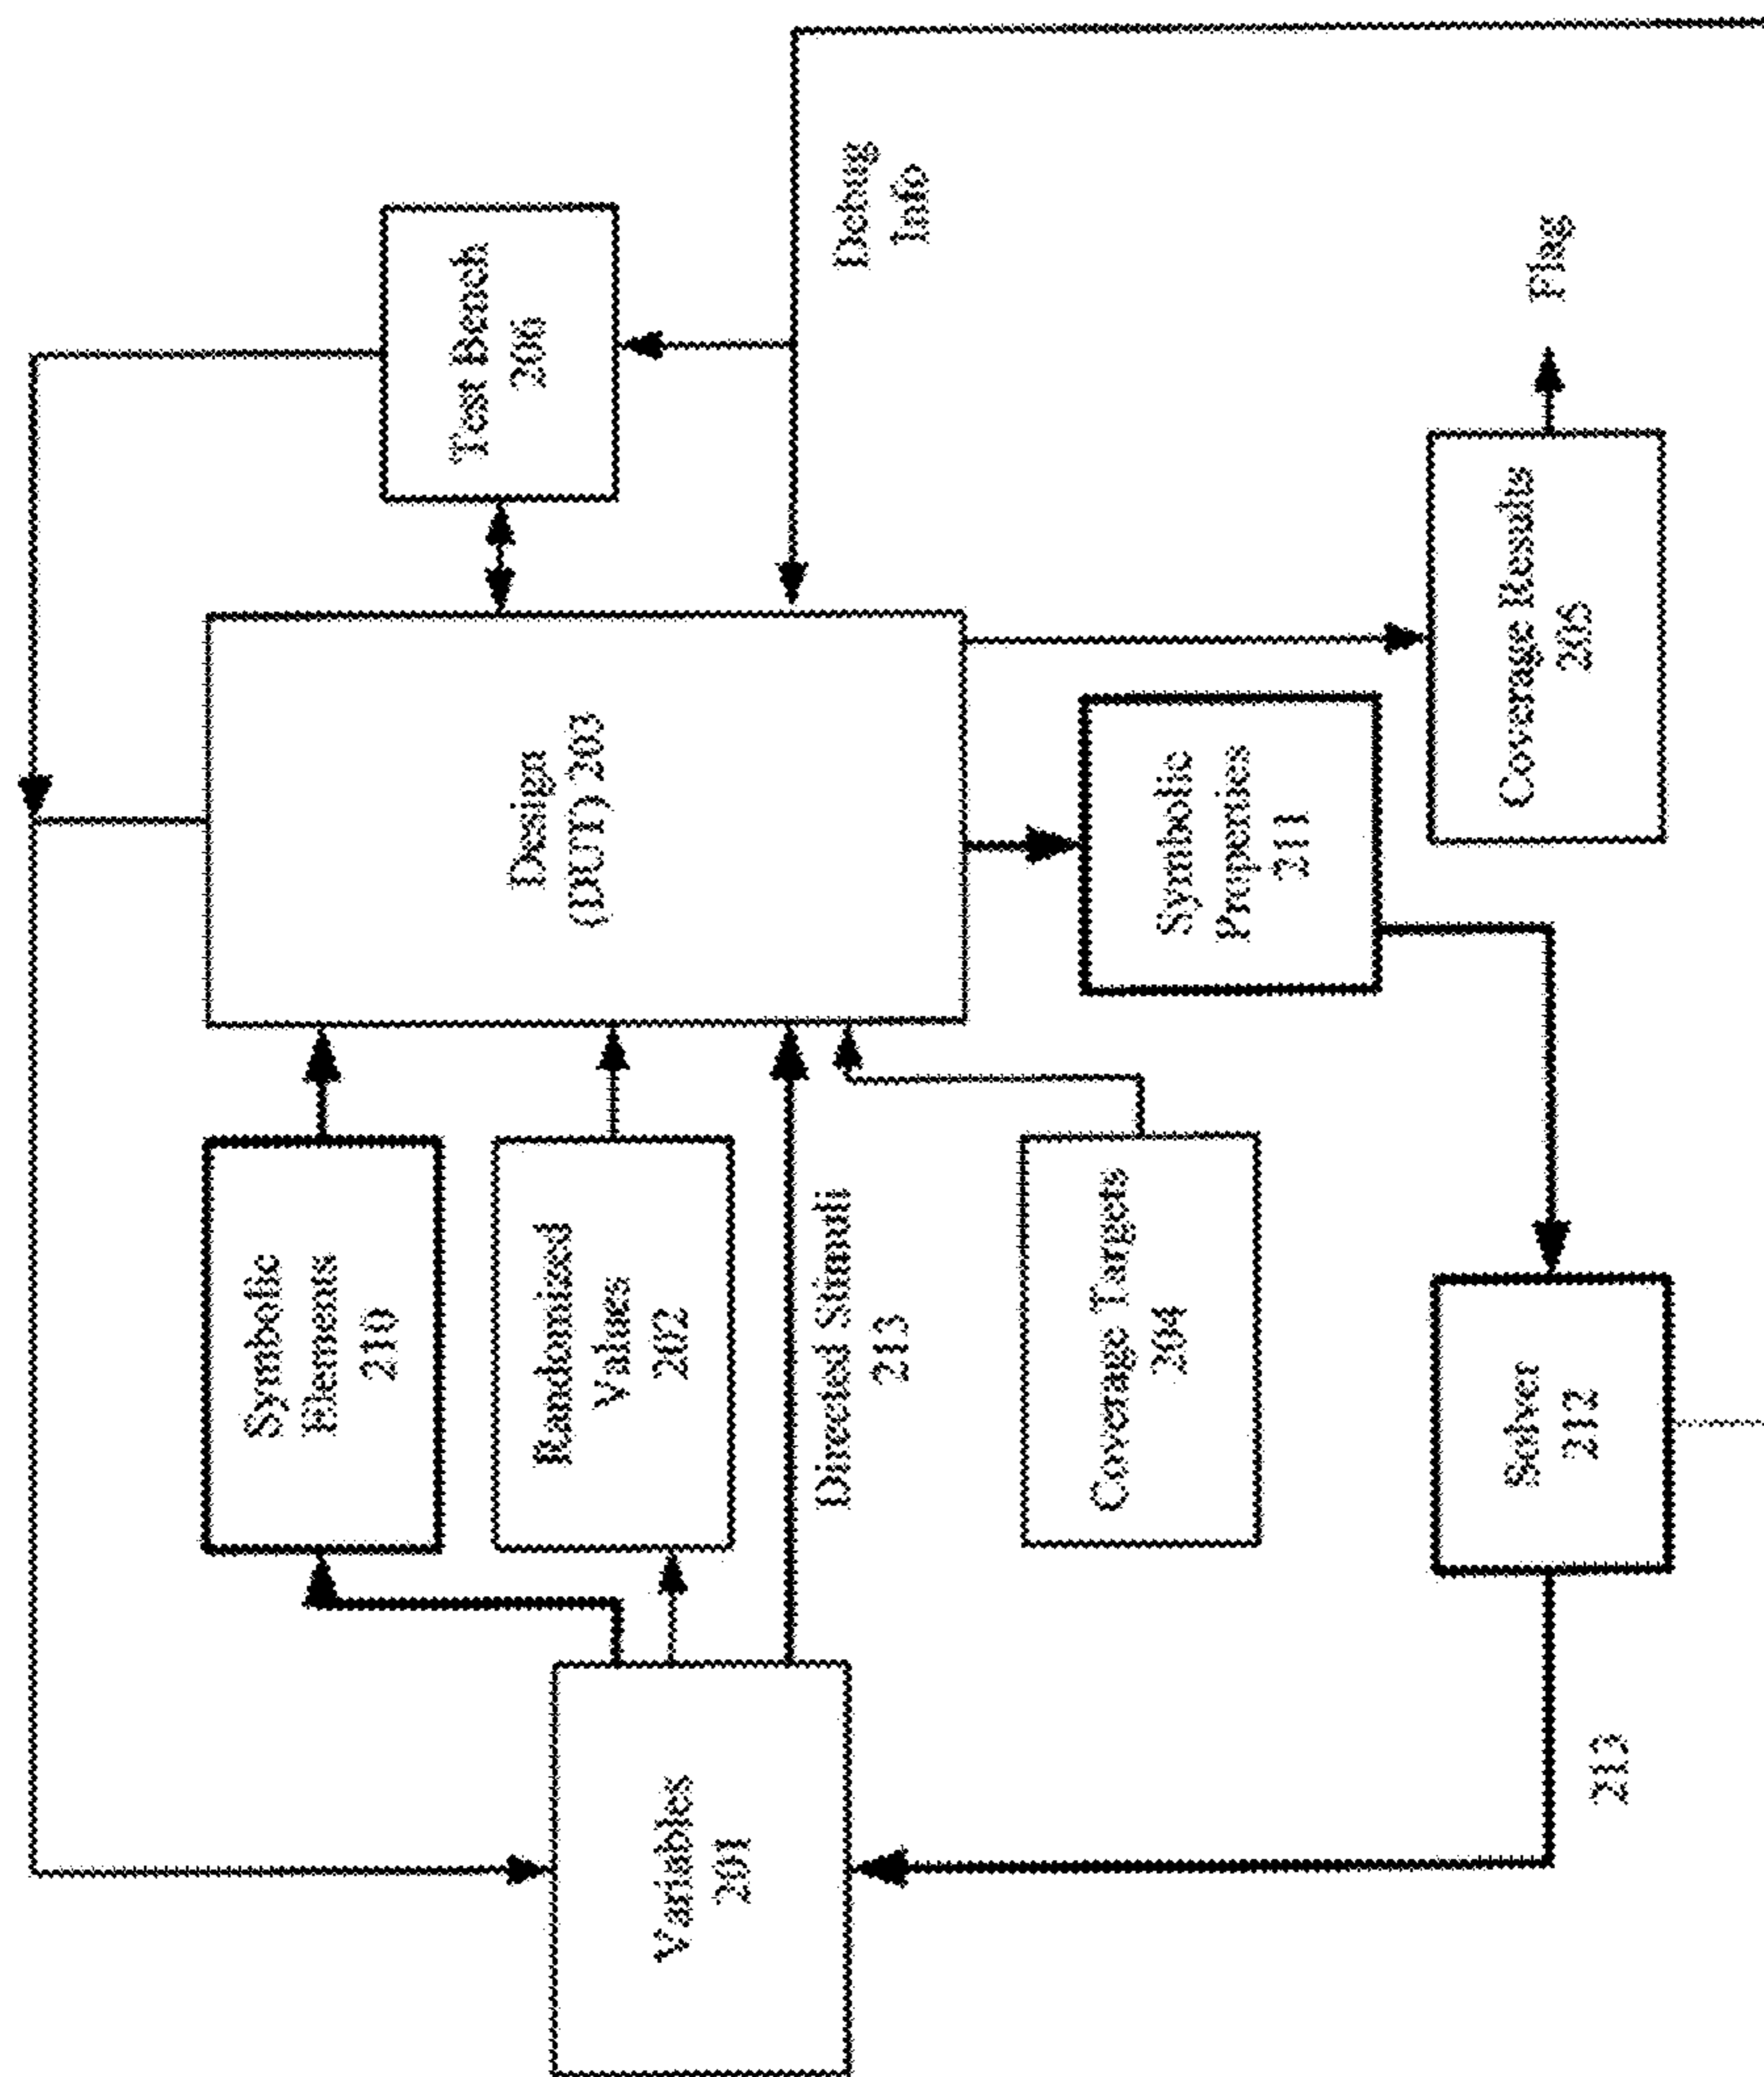 Variables
201
Symbolic
Elements
210
Randomized
Values
202
Directed Stimuli
213
Coverage Targets
204
Design
(DUT) 203
Test Bench
206
Debug
Info
Symbolic
Properties
211
Coverage Results
205
Flag
Solver
212
213